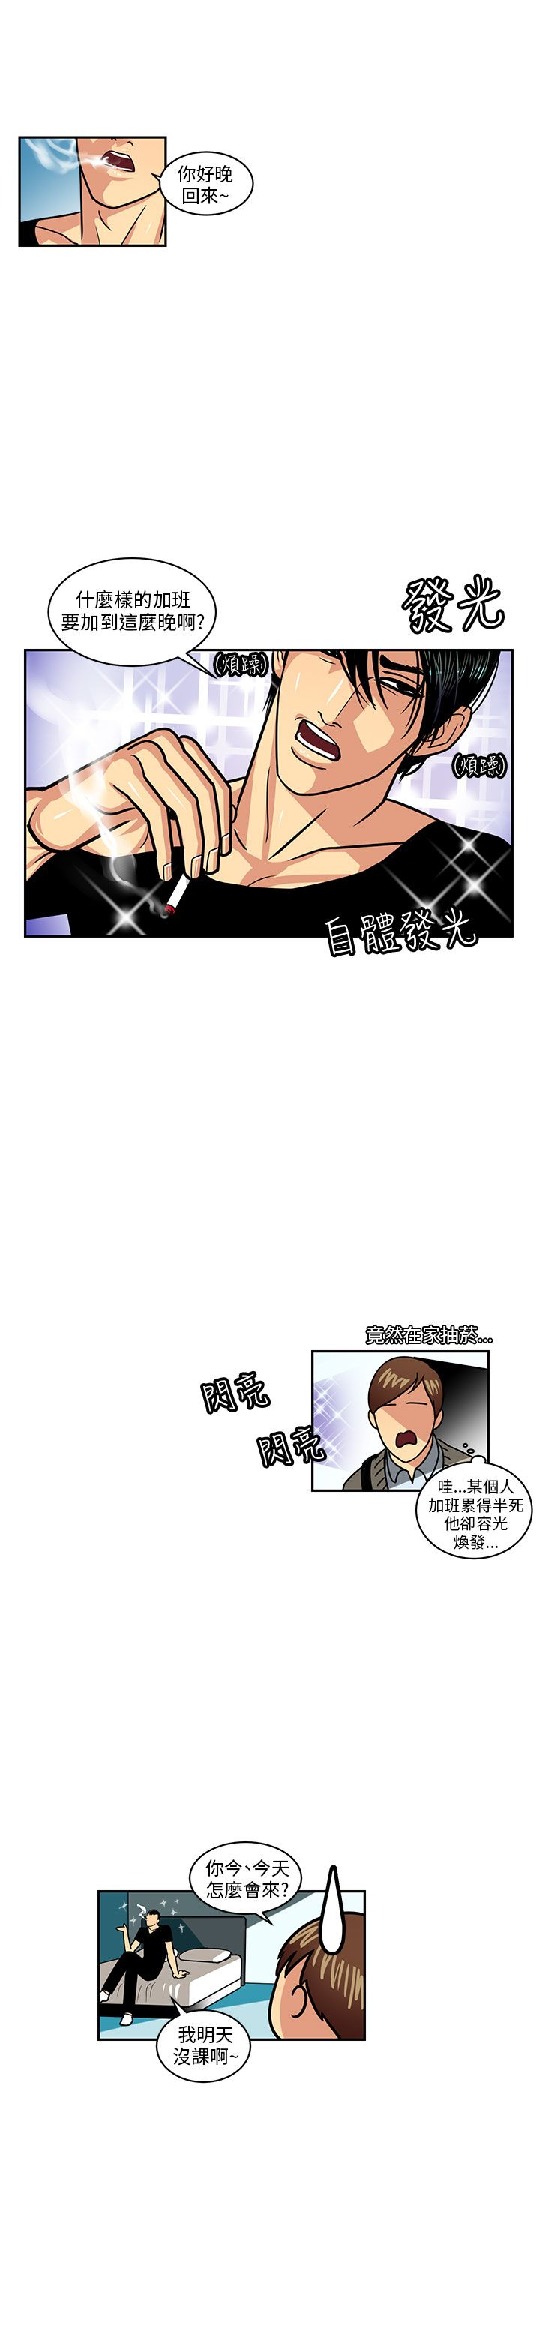 你好晚
回來~
什麼樣的加班
要加到這麼晚啊?
發光
(煩躁)
(煩躁)
自體發光
竟然在家抽菸...
閃亮
閃亮
哇...某個人
加班累得半死
他卻容光
煥發...
你今、今天
怎麼會來?
我明天
沒課啊~